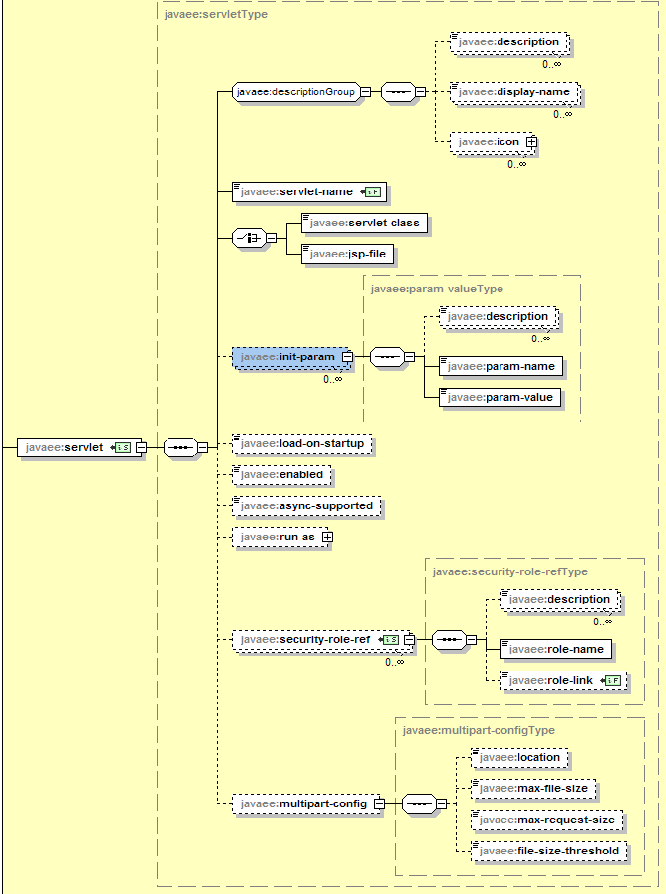 javaee:servletType
javaee:description
0..∞
javaee:descriptionGroup
javaee:display-name
0..∞
javaee:icon
0..∞
javaee:servlet-name
javaee:servlet-class
javaee:jsp-file
javaee:param-valueType
javaee:description
0..∞
javaee:init-param
0..∞
javaee:param-name
javaee:param-value
javaee:servlet
javaee:load-on-startup
javaee:enabled
javaee:async-supported
javaee:run as
javaee:security-role-refType
javaee:description
0..∞
javaee:security-role-ref
0..∞
javaee:role-name
javaee:role-link
javaee:multipart-configType
javaee:location
javaee:max-file-size
javaee:multipart-config
javaee:max-request-size
javaee:file-size-threshold